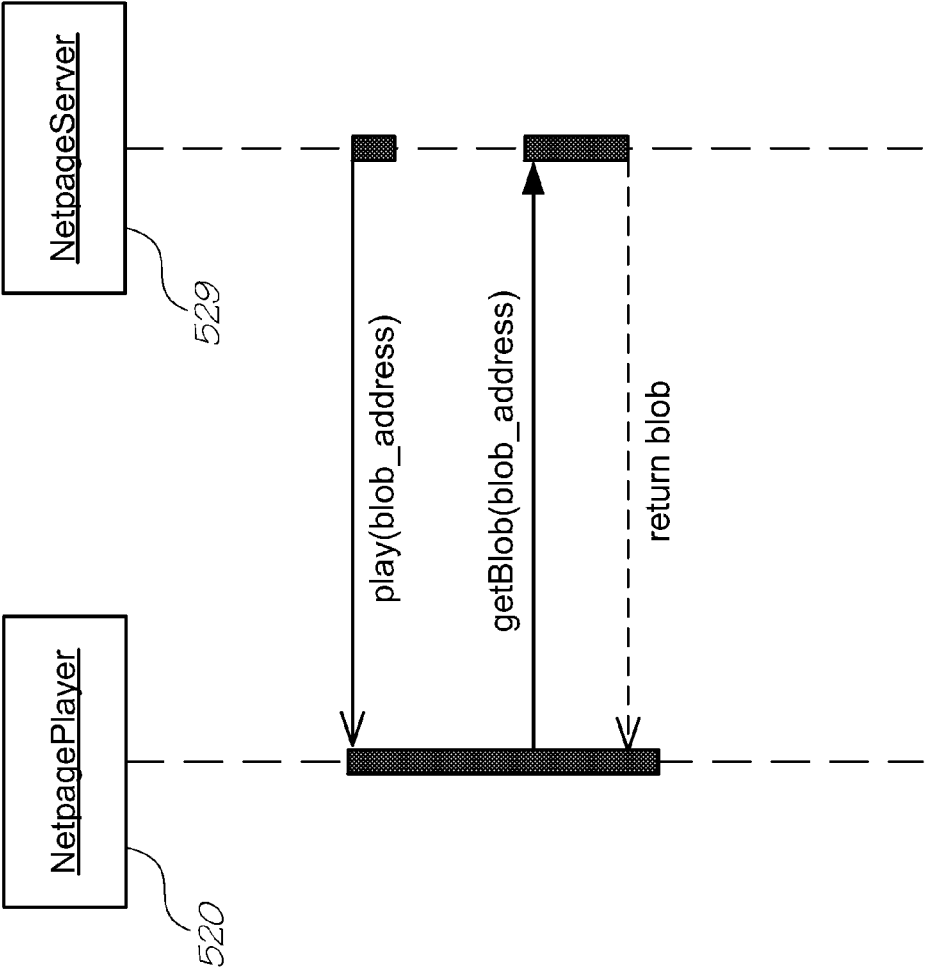 NetpagePlayer
NetpageServer
520
529
play(blob_address)
getBlob(blob_address)
return blob